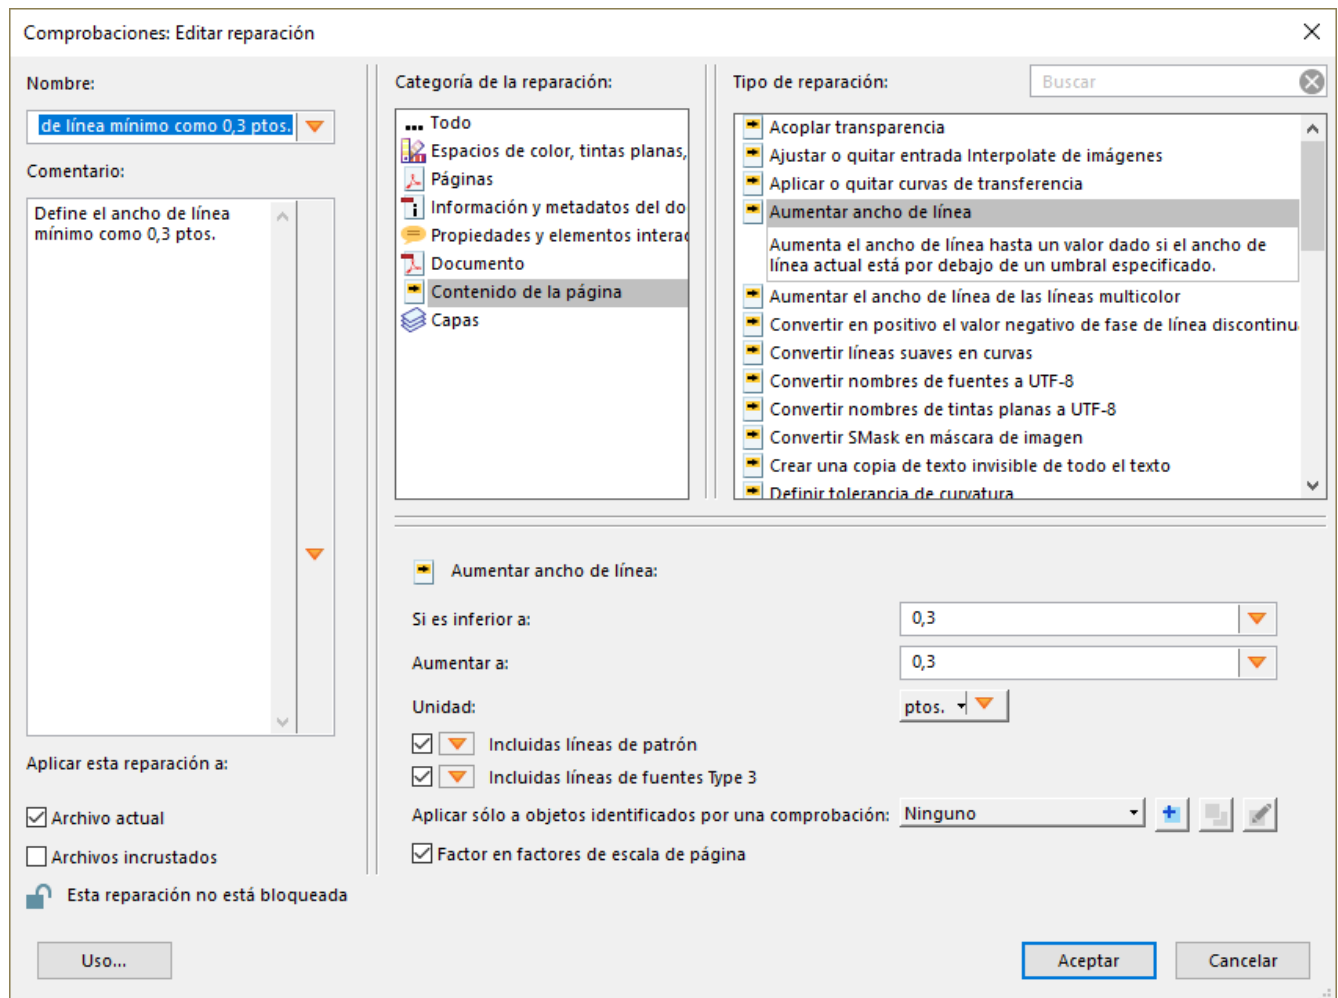 Comprobaciones: Editar reparación
Nombre:
de línea mínimo como 0,3 ptos.
Comentario:
Define el ancho de línea
mínimo como 0,3 ptos.
Aplicar esta reparación a:
Archivo actual
Archivos incrustados
Esta reparación no está bloqueada
Uso...
Categoría de la reparación:
Todo
Espacios de color, tintas planas,
Páginas
Información y metadatos del do
Propiedades y elementos interac
Documento
Contenido de la página
Capas
Tipo de reparación:
Buscar
Acoplar transparencia
Ajustar o quitar entrada Interpolate de imágenes
Aplicar o quitar curvas de transferencia
Aumentar ancho de línea
Aumenta el ancho de línea hasta un valor dado si el ancho de
línea actual está por debajo de un umbral especificado.
Aumentar el ancho de línea de las líneas multicolor
Convertir en positivo el valor negativo de fase de línea discontinu
Convertir líneas suaves en curvas
Convertir nombres de fuentes a UTF-8
Convertir nombres de tintas planas a UTF-8
Convertir SMask en máscara de imagen
Crear una copia de texto invisible de todo el texto
Definir tolerancia de curvatura
Aumentar ancho de línea:
Si es inferior a: 0,3
Aumentar a: 0,3
Unidad: ptos.
Incluidas líneas de patrón
Incluidas líneas de fuentes Type 3
Aplicar sólo a objetos identificados por una comprobación: Ninguno
Factor en factores de escala de página
Aceptar
Cancelar